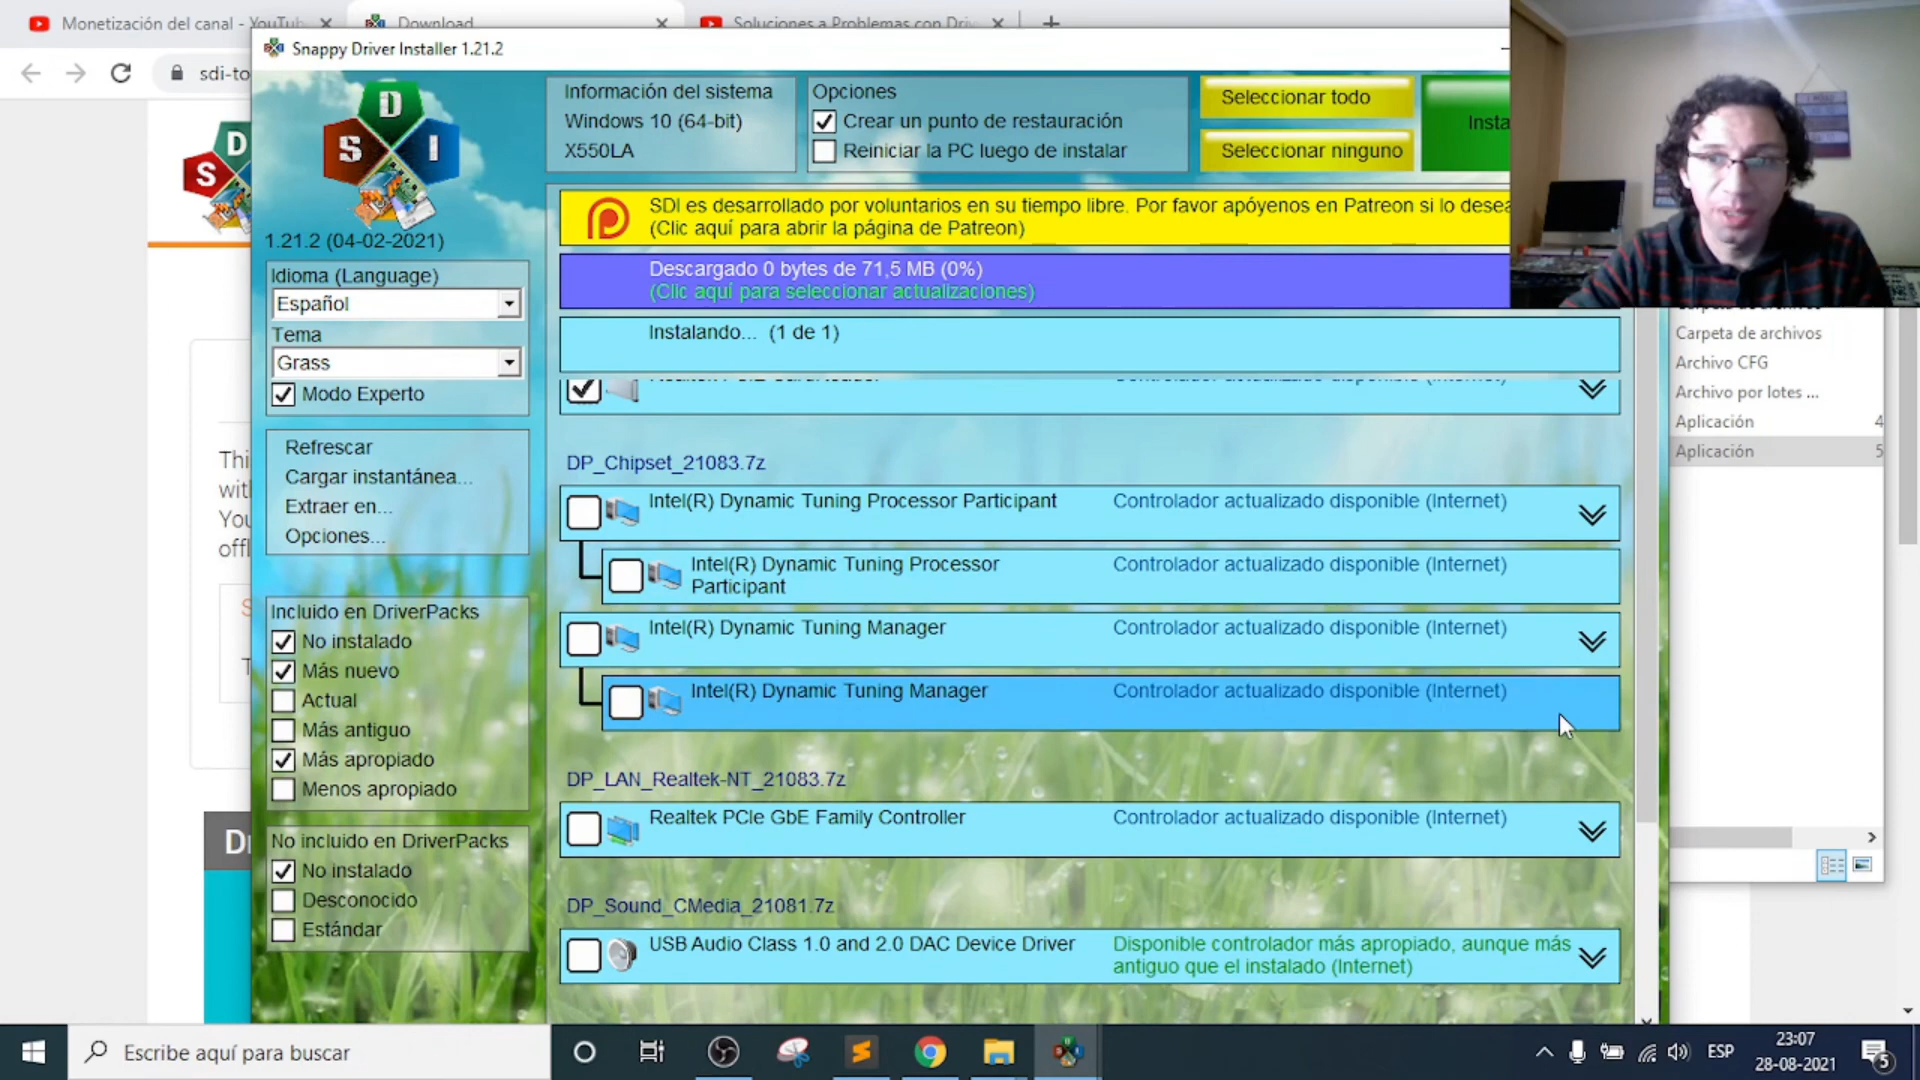 Monetización del canal - YouTub
Download
Soluciones a Problemas con Driv
sdi-to
Snappy Driver Installer 1.21.2
S D I
1.21.2 (04-02-2021)
Idioma (Language)
Español
Tema
Grass
Modo Experto
Refrescar
Cargar instantánea...
Extraer en...
Opciones...
Incluido en DriverPacks
No instalado
Más nuevo
Actual
Más antiguo
Más apropiado
Menos apropiado
No incluido en DriverPacks
No instalado
Desconocido
Estándar
Información del sistema
Windows 10 (64-bit)
X550LA
Opciones
Crear un punto de restauración
Reiniciar la PC luego de instalar
Seleccionar todo
Seleccionar ninguno
Insta
SDI es desarrollado por voluntarios en su tiempo libre. Por favor apóyenos en Patreon si lo desea
(Clic aquí para abrir la página de Patreon)
Descargado 0 bytes de 71,5 MB (0%)
(Clic aquí para seleccionar actualizaciones)
Instalando... (1 de 1)
DP_Chipset_21083.7z
Intel(R) Dynamic Tuning Processor Participant
Controlador actualizado disponible (Internet)
Intel(R) Dynamic Tuning Processor
Participant
Controlador actualizado disponible (Internet)
Intel(R) Dynamic Tuning Manager
Controlador actualizado disponible (Internet)
Intel(R) Dynamic Tuning Manager
Controlador actualizado disponible (Internet)
DP_LAN_Realtek-NT_21083.7z
Realtek PCIe GbE Family Controller
Controlador actualizado disponible (Internet)
DP_Sound_CMedia_21081.7z
USB Audio Class 1.0 and 2.0 DAC Device Driver
Disponible controlador más apropiado, aunque más
antiguo que el instalado (Internet)
S D
Thi
wit
You
offl
S
T
D
Carpeta de archivos
Archivo CFG
Archivo por lotes ...
Aplicación 4
Aplicación 5
Escribe aquí para buscar
ESP
23:07
28-08-2021
5